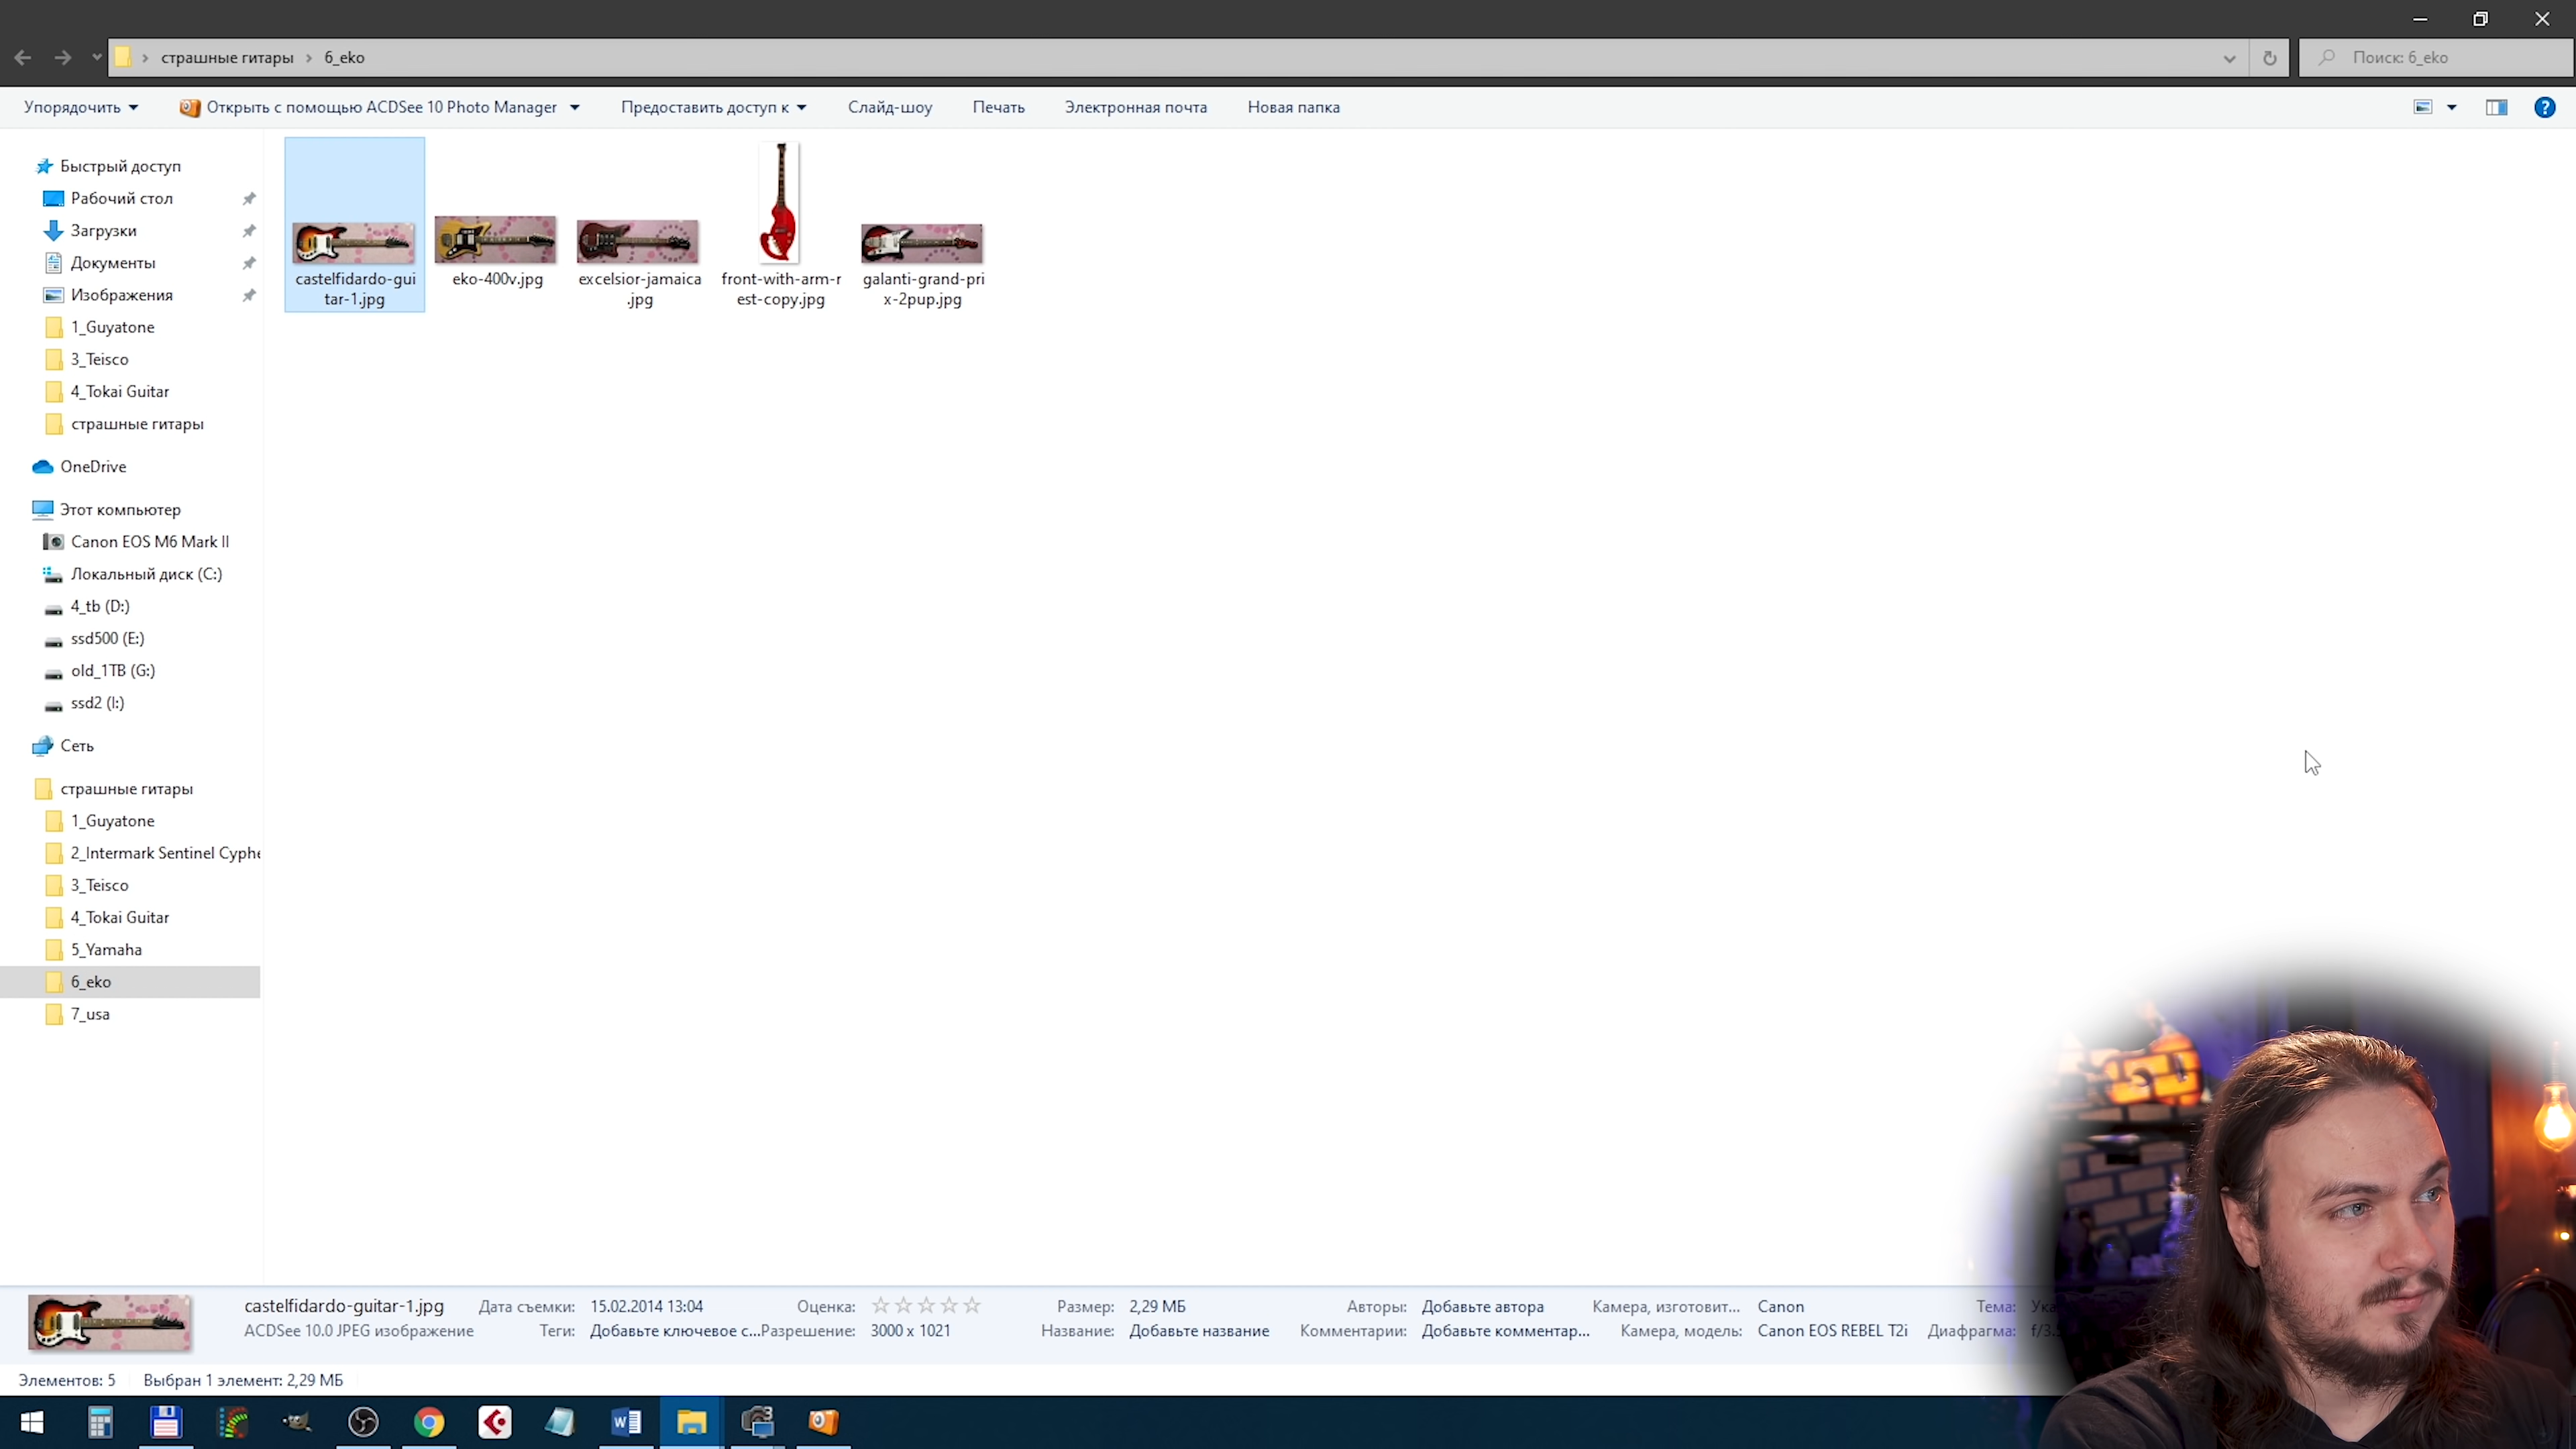 страшные гитары › 6_eko
Поиск: 6_eko
Упорядочить
Открыть с помощью ACDSee 10 Photo Manager
Предоставить доступ к
Слайд-шоу
Печать
Электронная почта
Новая папка
Быстрый доступ
Рабочий стол
Загрузки
Документы
Изображения
1_Guyatone
3_Teisco
4_Tokai Guitar
страшные гитары
OneDrive
Этот компьютер
Canon EOS M6 Mark II
Локальный диск (C:)
4_tb (D:)
ssd500 (E:)
old_1TB (G:)
ssd2 (I:)
Сеть
страшные гитары
1_Guyatone
2_Intermark Sentinel Cyphe
3_Teisco
4_Tokai Guitar
5_Yamaha
6_eko
7_usa
castelfidardo-gui
tar-1.jpg
eko-400v.jpg
excelsior-jamaica
.jpg
front-with-arm-r
est-copy.jpg
galanti-grand-pri
x-2pup.jpg
castelfidardo-guitar-1.jpg
ACDSee 10.0 JPEG изображение
Дата съемки: 15.02.2014 13:04
Теги: Добавьте ключевое с...
Оценка:
Разрешение: 3000 x 1021
Размер: 2,29 МБ
Название: Добавьте название
Авторы: Добавьте автора
Комментарии: Добавьте комментар...
Камера, изготовит... Canon
Камера, модель: Canon EOS REBEL T2i
Тема:
Диафрагма:
Элементов: 5
Выбран 1 элемент: 2,29 МБ